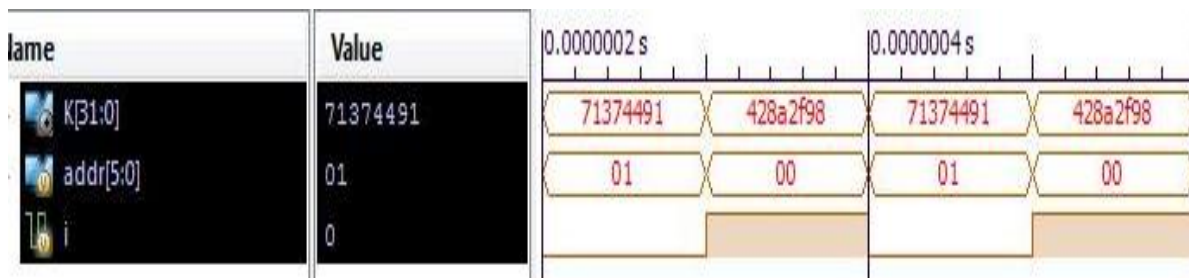 Name Value 0.0000002 s 0.0000004 s
K[31:0] 71374491 71374491 428a2f98 71374491 428a2f98
addr[5:0] 01 01 00 01 00
i 0